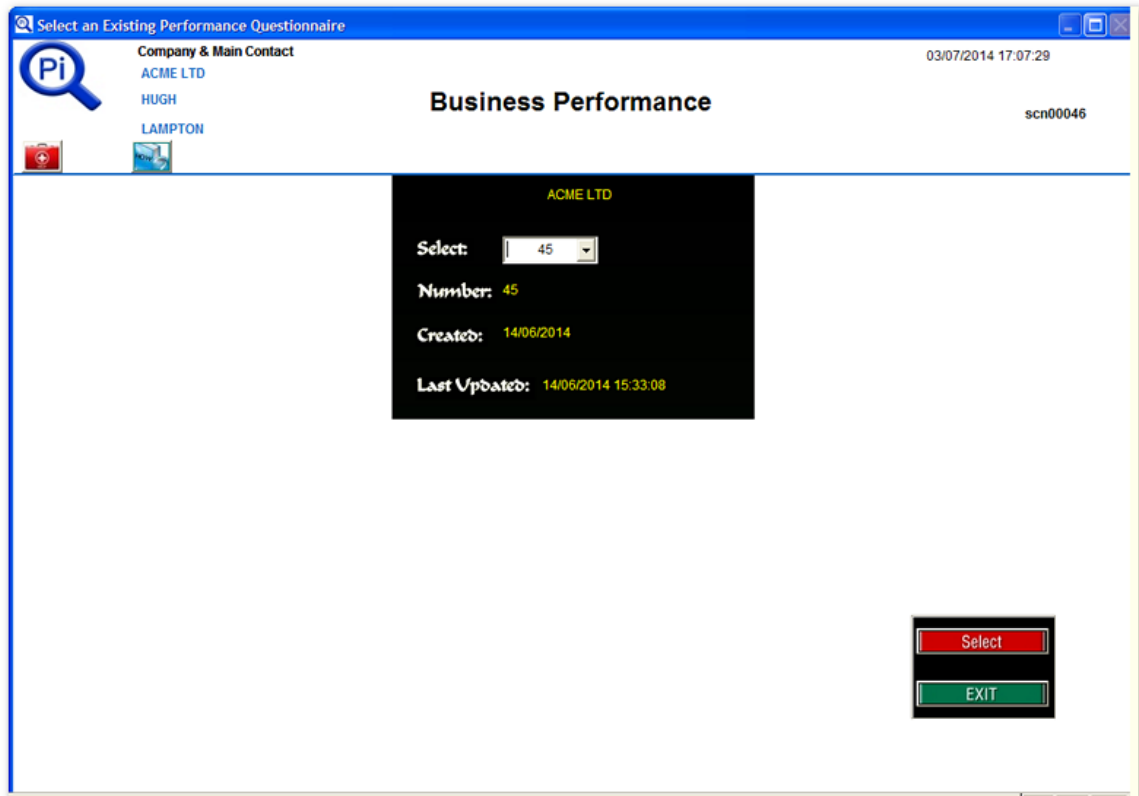 Select an Existing Performance Questionnaire
Company & Main Contact
03/07/2014 17:07:29
Pi
ACME LTD
HUGH
Business Performance
scn00046
LAMPTON
ACME LTD
Select: 45
Number: 45
Created: 14/06/2014
Last Updated: 14/06/2014 15:33:08
Select
EXIT